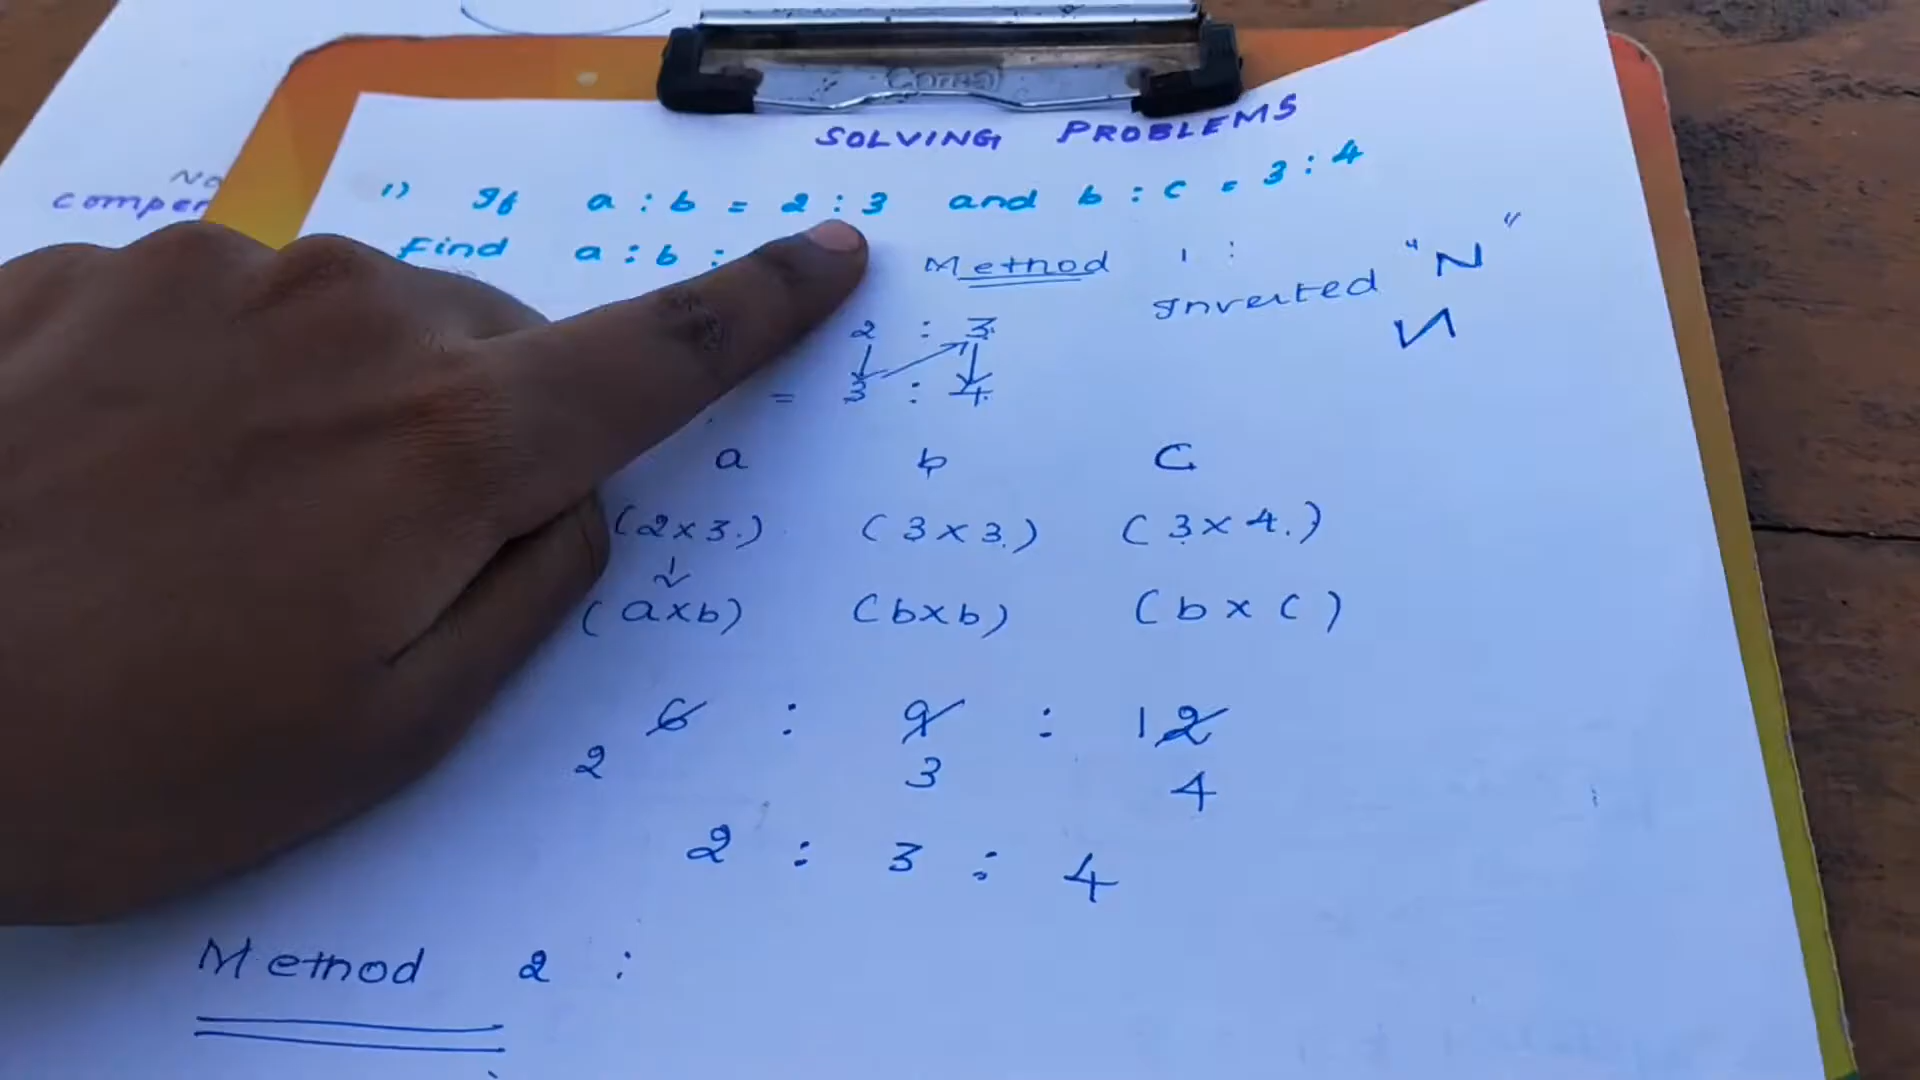 SOLVING PROBLEMS
1) If a : b = 2 : 3 and b : c = 3 : 4
Find a : b :
Method 1 :
Inverted "N"
И
2 : 3
= 3 : 4
a b c
(2 x 3.) (3 x 3.) (3 x 4.)
(a x b) (b x b) (b x c)
6 : 9 : 12
2 3 4
2 : 3 : 4
Method 2 :